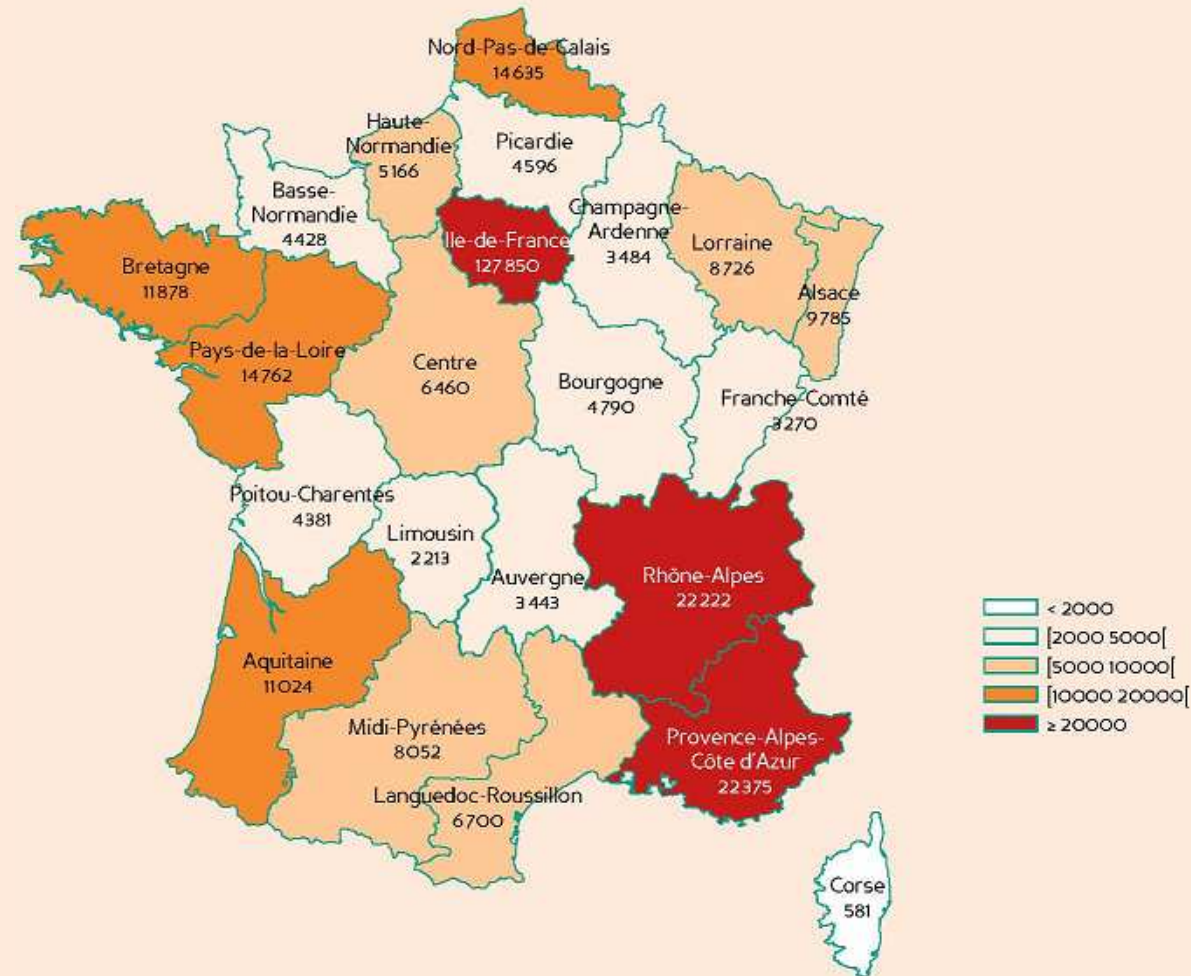 Nord-Pas-de-Calais
14635
Haute-
Normandie
5166
Picardie
4596
Basse-
Normandie
4428
Ile-de-France
127850
Champagne-
Ardenne
3484
Lorraine
8726
Alsace
9785
Bretagne
11878
Pays-de-la-Loire
14762
Centre
6460
Bourgogne
4790
Franche-Comté
3270
Poitou-Charentes
4381
Limousin
2213
Auvergne
3443
Rhône-Alpes
22222
Aquitaine
11024
Midi-Pyrénées
8052
Languedoc-Roussillon
6700
Provence-Alpes-
Côte d'Azur
22375
Corse
581
< 2000
[2000 5000[
[5000 10000[
[10000 20000[
≥ 20000